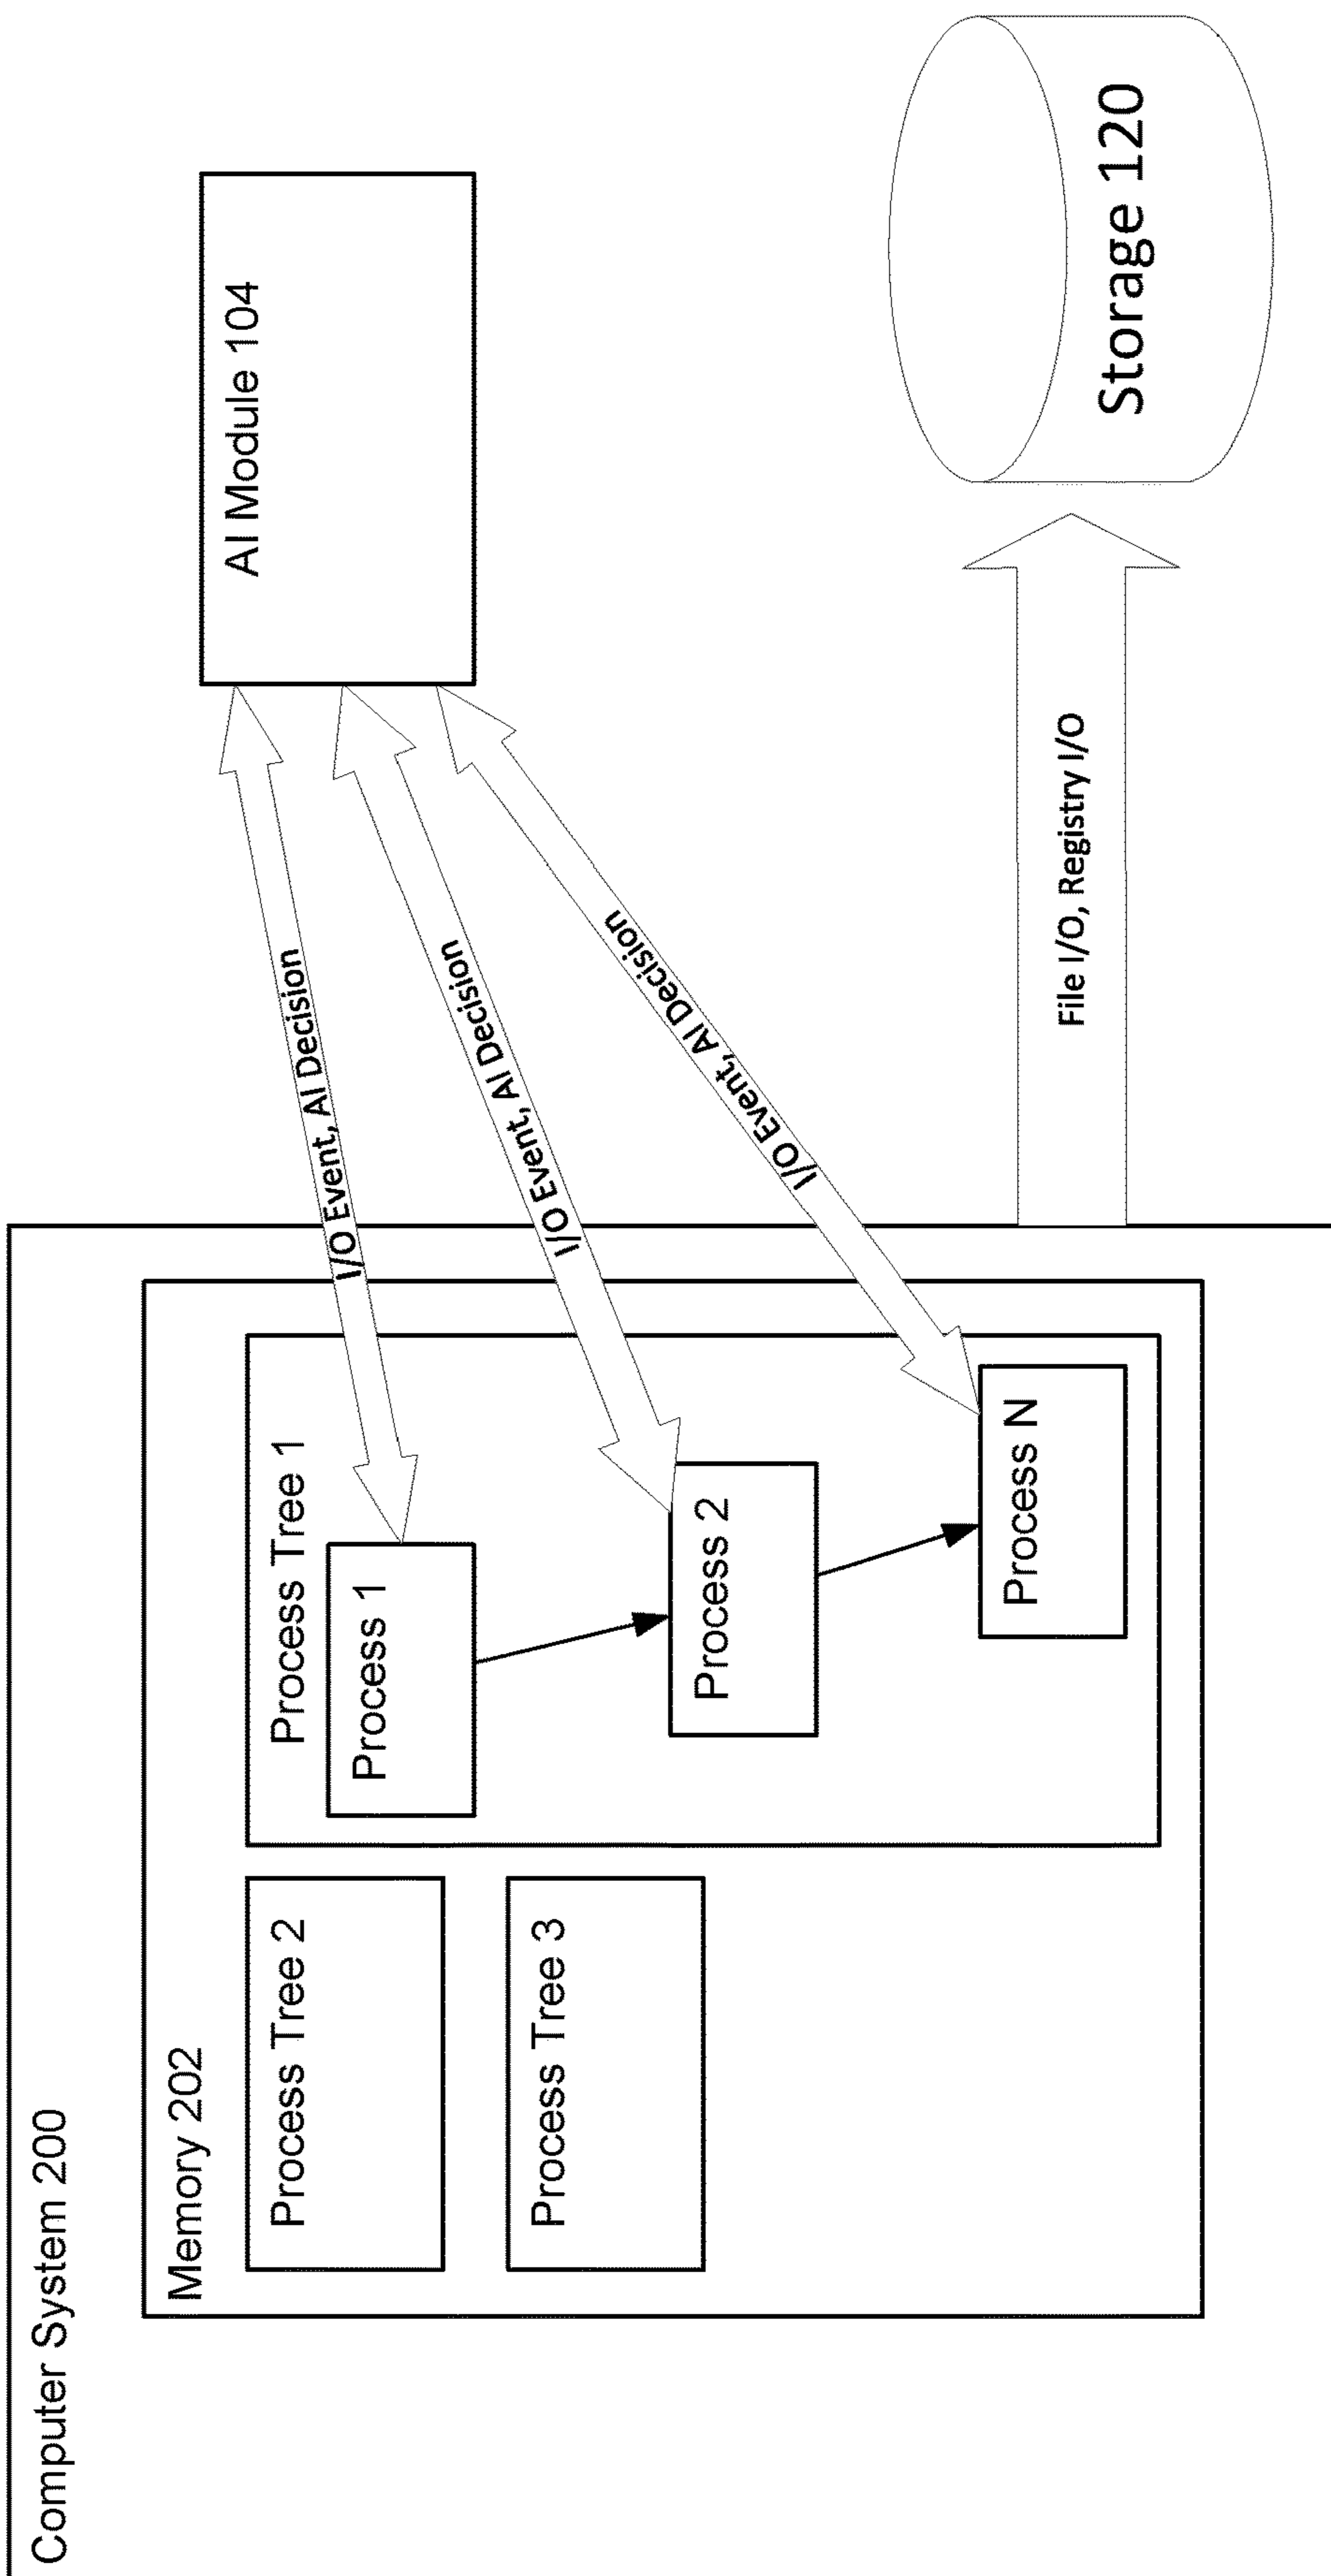 Computer System 200
Memory 202
Process Tree 2
Process Tree 3
Process Tree 1
Process 1
Process 2
Process N
I/O Event, AI Decision
I/O Event, AI Decision
I/O Event, AI Decision
AI Module 104
File I/O, Registry I/O
Storage 120